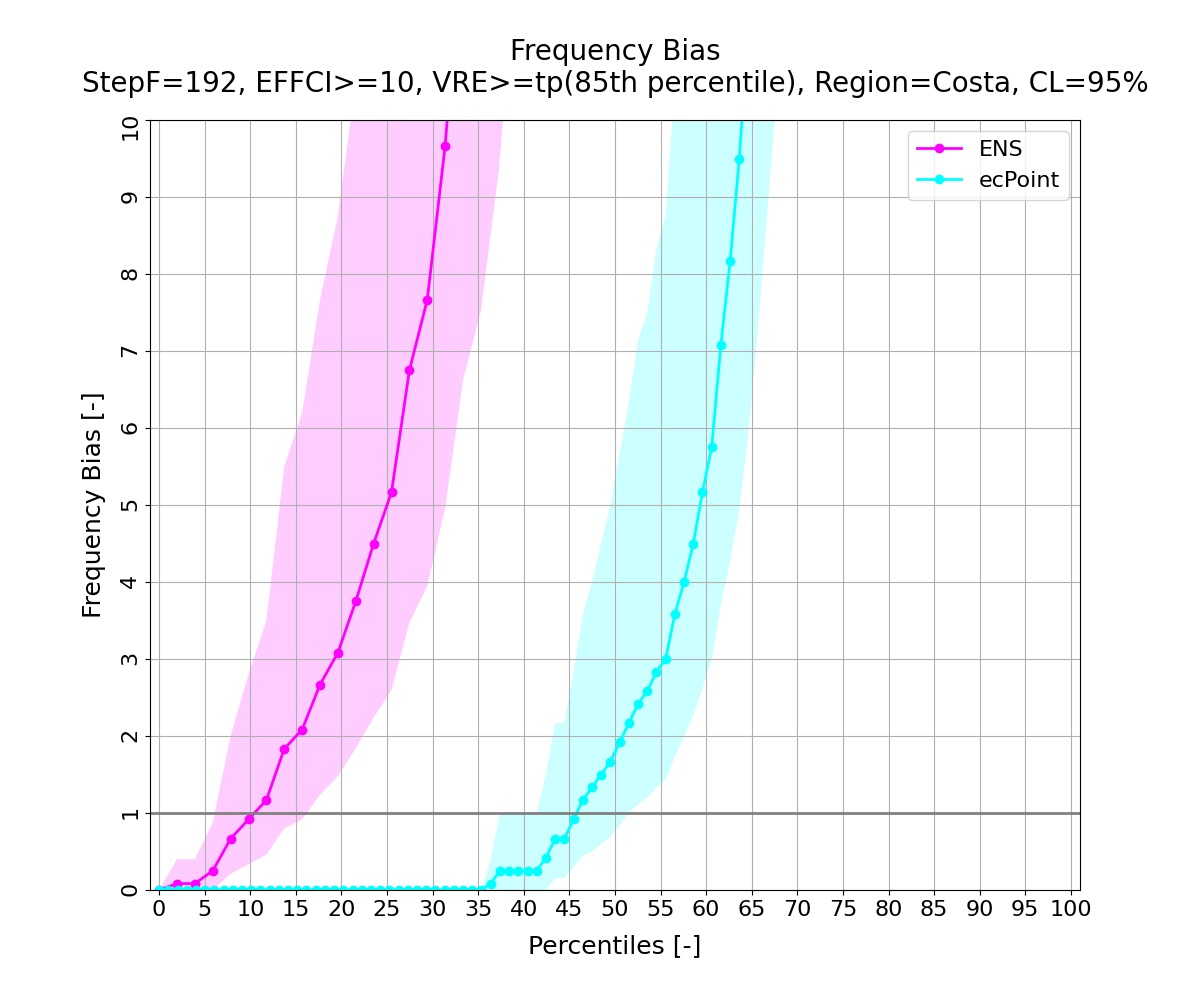 Frequency Bias
StepF=192, EFFCI>=10, VRE>=tp(85th percentile), Region=Costa, CL=95%
10
9
8
7
6
5
4
3
2
1
0
Frequency Bias [-]
ENS
ecPoint
0 5 10 15 20 25 30 35 40 45 50 55 60 65 70 75 80 85 90 95 100
Percentiles [-]